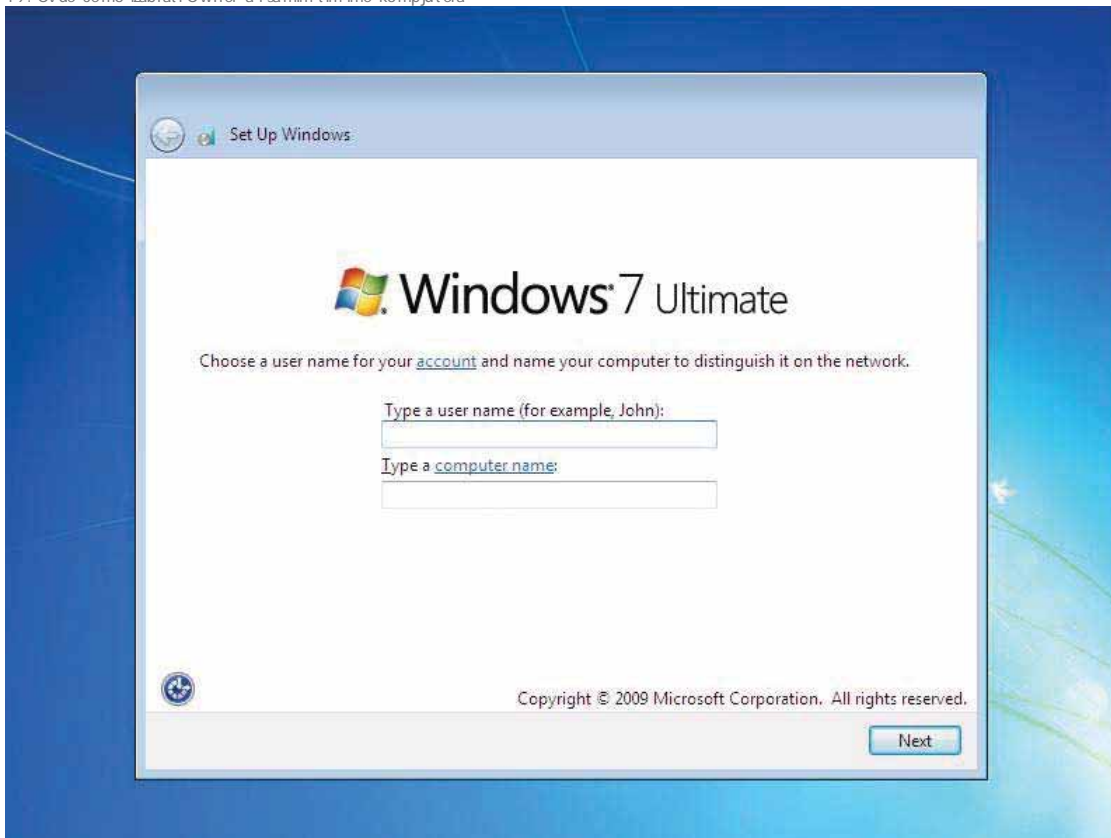 Set Up Windows
Windows 7 Ultimate
Choose a user name for your account and name your computer to distinguish it on the network.
Type a user name (for example, John):
Type a computer name:
Copyright © 2009 Microsoft Corporation. All rights reserved.
Next